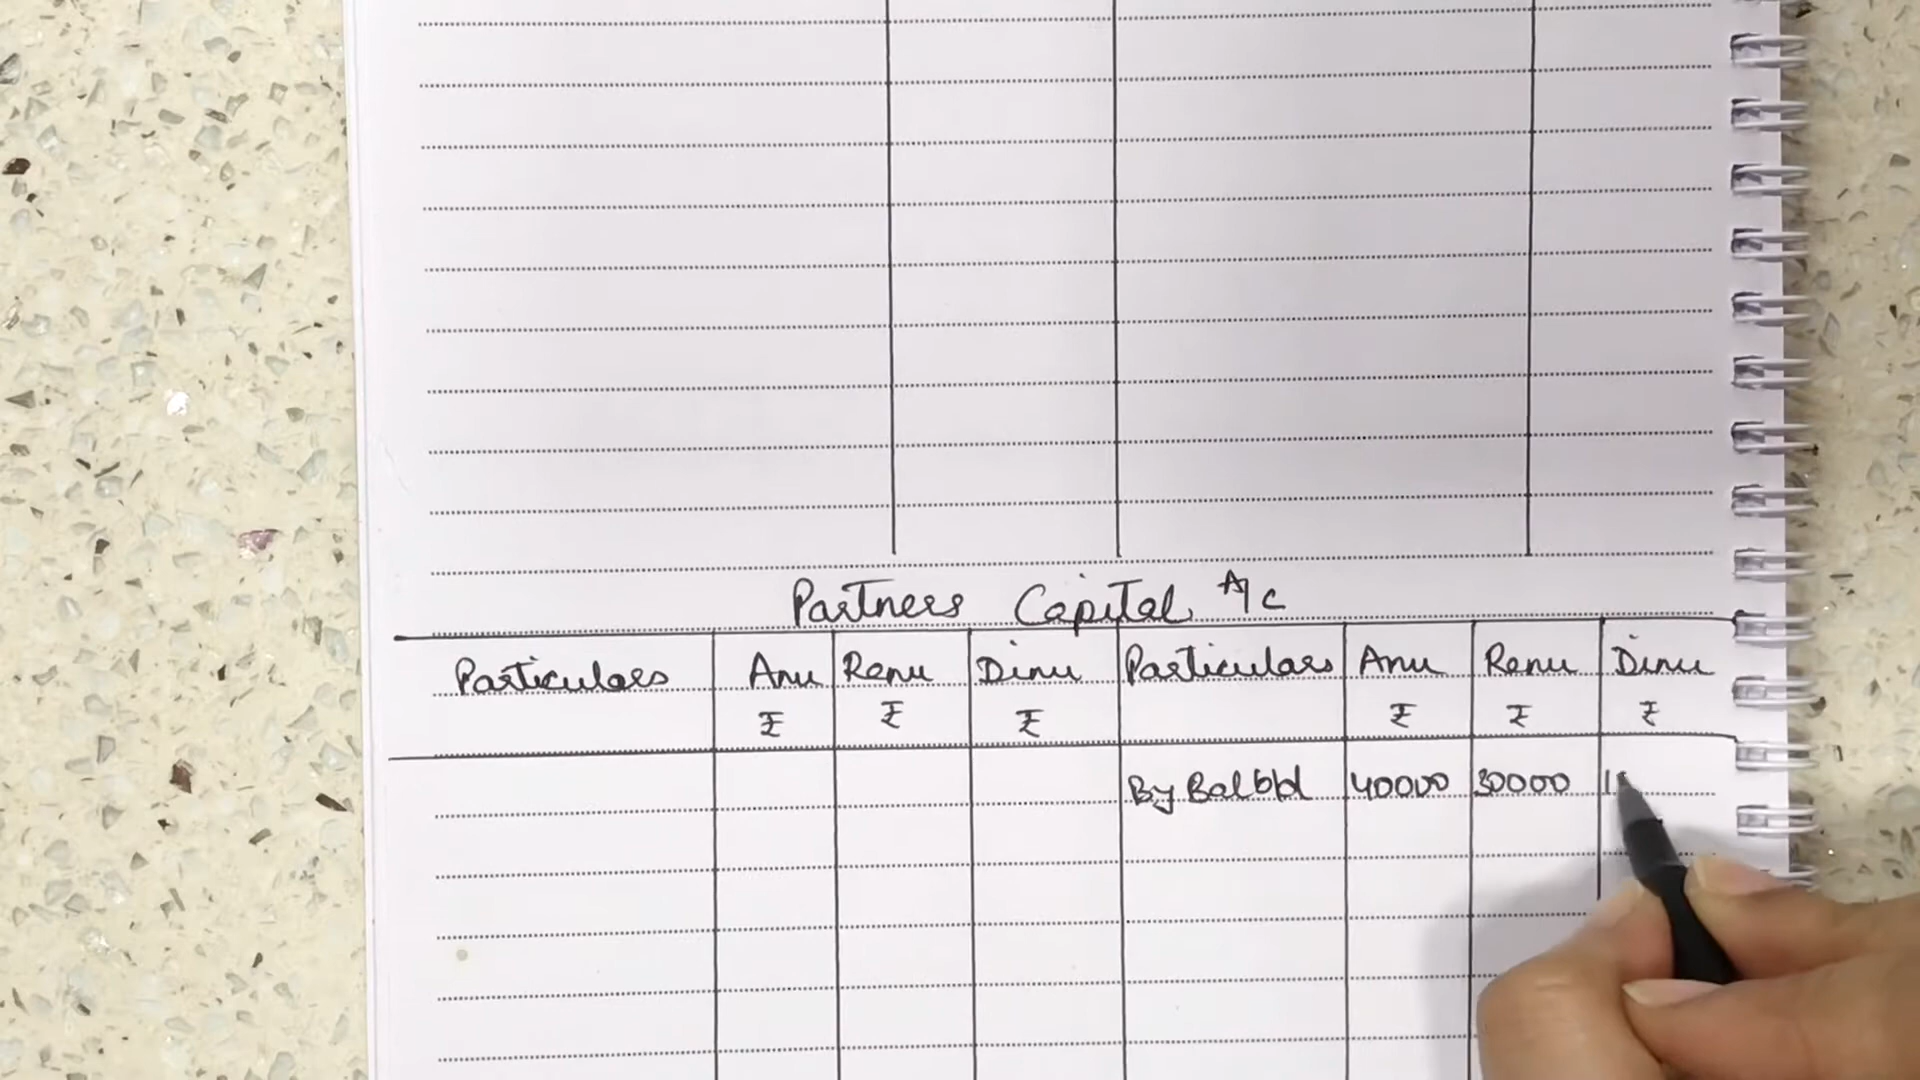 Partners Capital A/c
Particulars Anu Renu Dinu Particulars Anu Renu Dinu
₹ ₹ ₹ ₹ ₹ ₹
By Bal b/d 40000 30000